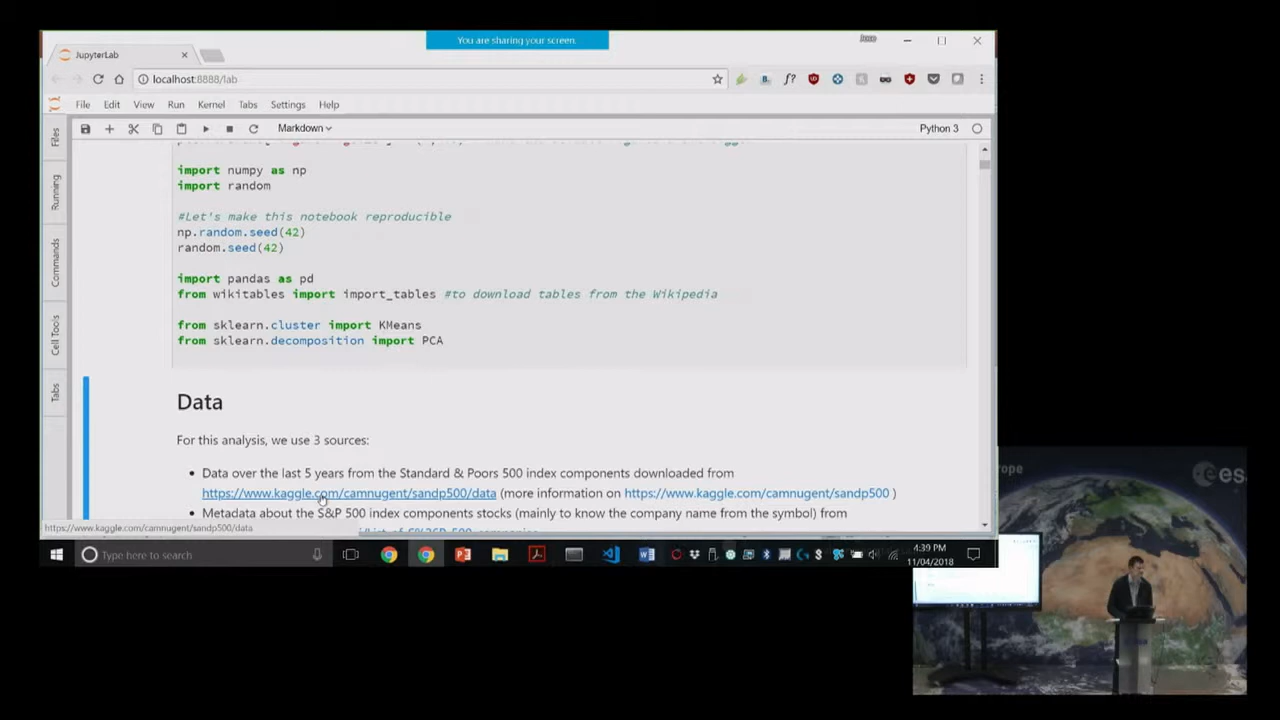 You are sharing your screen.
JupyterLab
localhost:8888/lab
File Edit View Run Kernel Tabs Settings Help
Markdown
Python 3
import numpy as np
import random
#Let's make this notebook reproducible
np.random.seed(42)
random.seed(42)
import pandas as pd
from wikitables import import_tables #to download tables from the Wikipedia
from sklearn.cluster import KMeans
from sklearn.decomposition import PCA
Files
Running
Commands
Cell Tools
Tabs
Data
For this analysis, we use 3 sources:
• Data over the last 5 years from the Standard & Poors 500 index components downloaded from
https://www.kaggle.com/camnugent/sandp500/data (more information on https://www.kaggle.com/camnugent/sandp500 )
• Metadata about the S&P 500 index components stocks (mainly to know the company name from the symbol) from
https://www.kaggle.com/camnugent/sandp500/data
Type here to search
4:39 PM
11/04/2018
ope
es